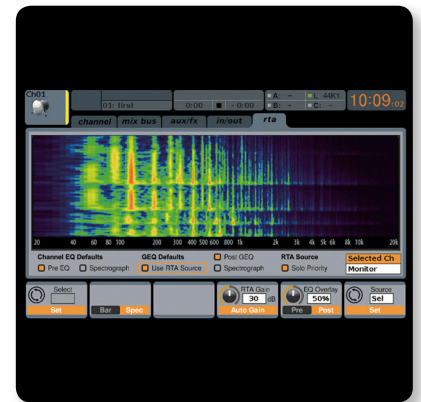 Ch01
01: first 0:00 - 0:00 A: - L 44K1 10:09:02
B: - C: -
channel mix bus aux/fx in/out rta
20 40 60 80 100 200 300 400 500 600 800 1k 2k 3k 4k 5k 6k 8k 10k 20k
Channel EQ Defaults GEQ Defaults Post GEQ RTA Source Selected Ch
Pre EQ Spectrograph Use RTA Source Spectrograph Solo Priority Monitor
Select RTA Gain EQ Overlay Source
30 dB 50% Sel
Set Bar Spec Auto Gain Pre Post Set